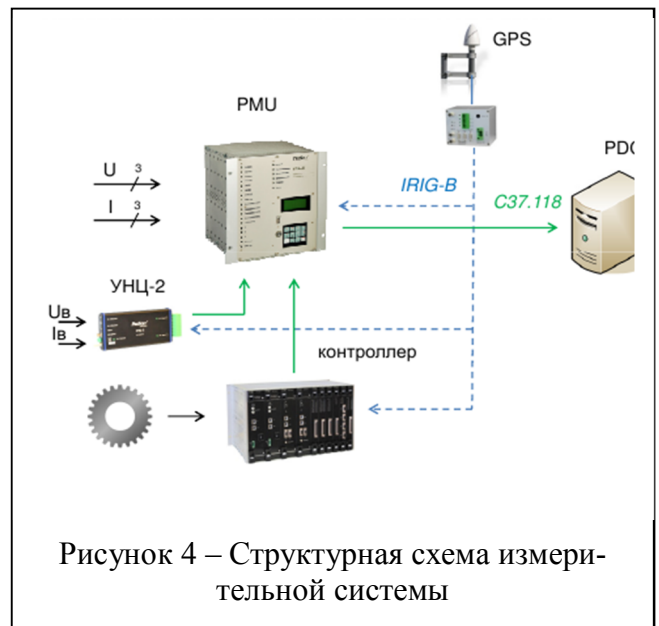 GPS
PMU
PDC
U 3
I 3
IRIG-B
C37.118
УНЦ-2
Uв
Iв
контроллер
Рисунок 4 – Структурная схема измери-
тельной системы